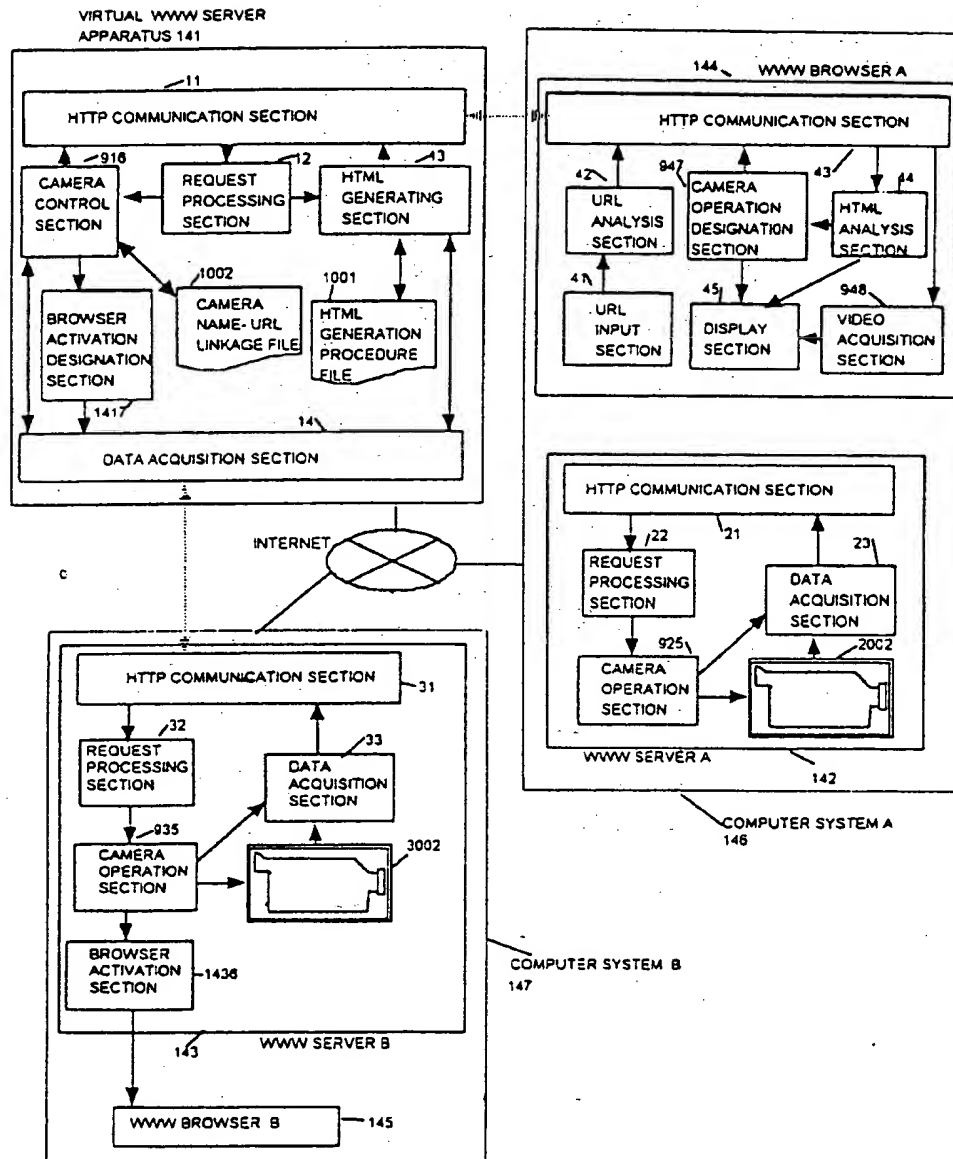 VIRTUAL WWW SERVER
APPARATUS 141
11
HTTP COMMUNICATION SECTION
916
CAMERA
CONTROL
SECTION
12
REQUEST
PROCESSING
SECTION
13
HTML
GENERATING
SECTION
BROWSER
ACTIVATION
DESIGNATION
SECTION
1417
1002
CAMERA
NAME-URL
LINKAGE FILE
1001
HTML
GENERATION
PROCEDURE
FILE
14
DATA ACQUISITION SECTION
144
WWW BROWSER A
HTTP COMMUNICATION SECTION
43
42
URL
ANALYSIS
SECTION
947
CAMERA
OPERATION
DESIGNATION
SECTION
44
HTML
ANALYSIS
SECTION
41
URL
INPUT
SECTION
45
DISPLAY
SECTION
948
VIDEO
ACQUISITION
SECTION
HTTP COMMUNICATION SECTION
21
22
REQUEST
PROCESSING
SECTION
23
DATA
ACQUISITION
SECTION
925
CAMERA
OPERATION
SECTION
2002
WWW SERVER A
142
COMPUTER SYSTEM A
146
INTERNET
c
HTTP COMMUNICATION SECTION
31
32
REQUEST
PROCESSING
SECTION
33
DATA
ACQUISITION
SECTION
935
CAMERA
OPERATION
SECTION
3002
BROWSER
ACTIVATION
SECTION
1436
143
WWW SERVER B
COMPUTER SYSTEM B
147
WWW BROWSER B
145